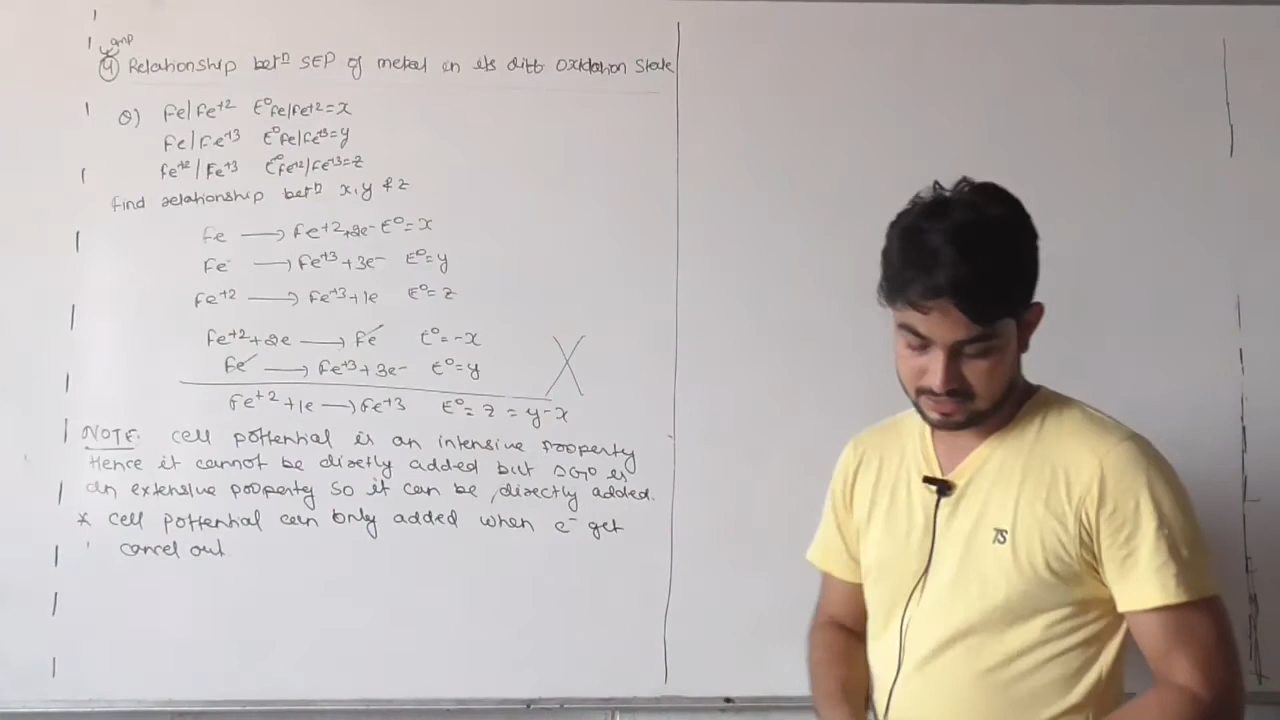 imp
(4) Relationship betn SEP of metel in its diff Oxidation State
Q) Fe|Fe+2 E°Fe|Fe+2=x
Fe|Fe+3 E°Fe|Fe+3=y
Fe+2|Fe+3 E°Fe+2|Fe+3=z
Find relationship betn x,y & z
Fe → Fe+2+2e- E°=x
Fe → Fe+3+3e- E°=y
Fe+2 → Fe+3+1e E°=z
Fe+2+2e → Fe E°=-x
Fe → Fe+3+3e- E°=y
Fe+2+1e → Fe+3 E°=z=y-x
NOTE: Cell pottential is an intensive property
Hence it cannot be directly added but ΔG° is
an extensive property So it can be directly added.
* Cell pottential can only added when e- get
cancel out.
TS